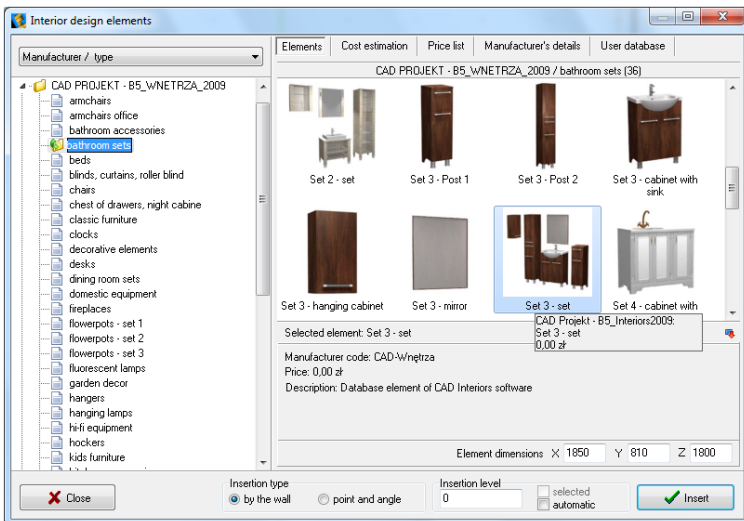 Interior design elements
Manufacturer / type
CAD PROJEKT - B5_WNETRZA_2009
armchairs
armchairs office
bathroom accessories
bathroom sets
beds
blinds, curtains, roller blind
chairs
chest of drawers, night cabine
classic furniture
clocks
decorative elements
desks
dining room sets
domestic equipment
fireplaces
flowerpots - set 1
flowerpots - set 2
flowerpots - set 3
fluorescent lamps
garden decor
hangers
hanging lamps
hi-fi equipment
hockers
kids furniture
Elements Cost estimation Price list Manufacturer's details User database
CAD PROJEKT - B5_WNETRZA_2009 / bathroom sets (36)
Set 2 - set Set 3 - Post 1 Set 3 - Post 2 Set 3 - cabinet with
sink
Set 3 - hanging cabinet Set 3 - mirror Set 3 - set Set 4 - cabinet with
CAD Projekt - B5_Interiors2009:
Set 3 - set
0,00 zł
Selected element: Set 3 - set
Manufacturer code: CAD-Wnętrza
Price: 0,00 zł
Description: Database element of CAD Interiors software
Element dimensions X 1850 Y 810 Z 1800
Close
Insertion type
by the wall point and angle
Insertion level
0
selected
automatic
Insert